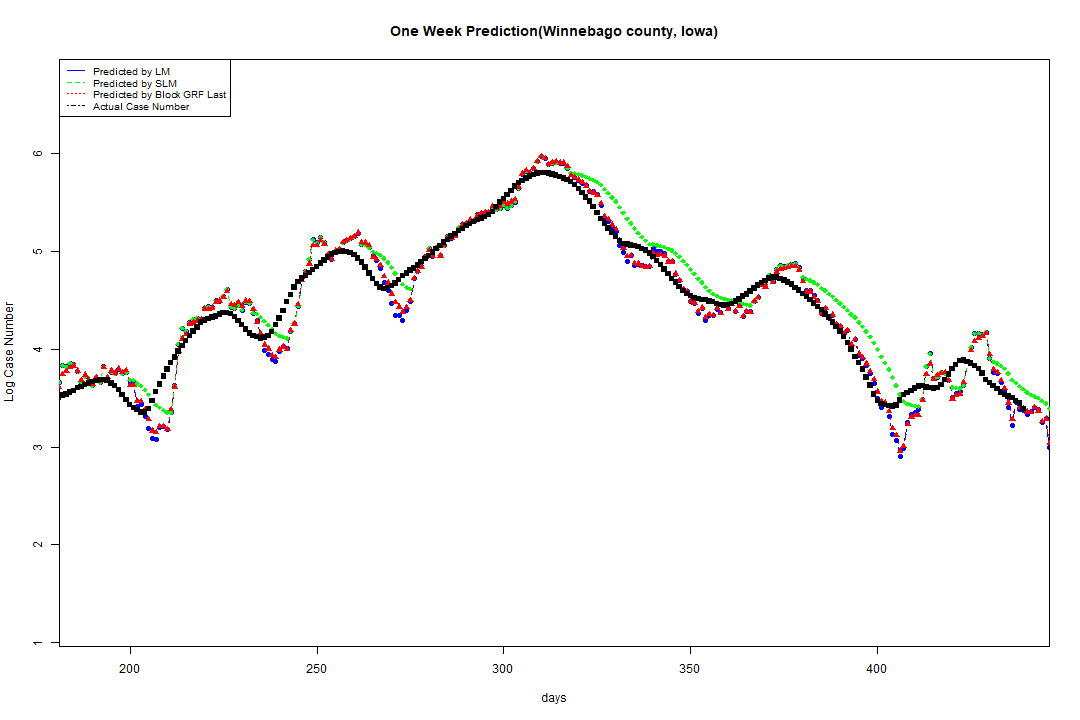 One Week Prediction(Winnebago county, Iowa)
Predicted by LM
Predicted by SLM
Predicted by Block GRF Last
Actual Case Number
6
5
4
3
2
1
Log Case Number
200
250
300
350
400
days